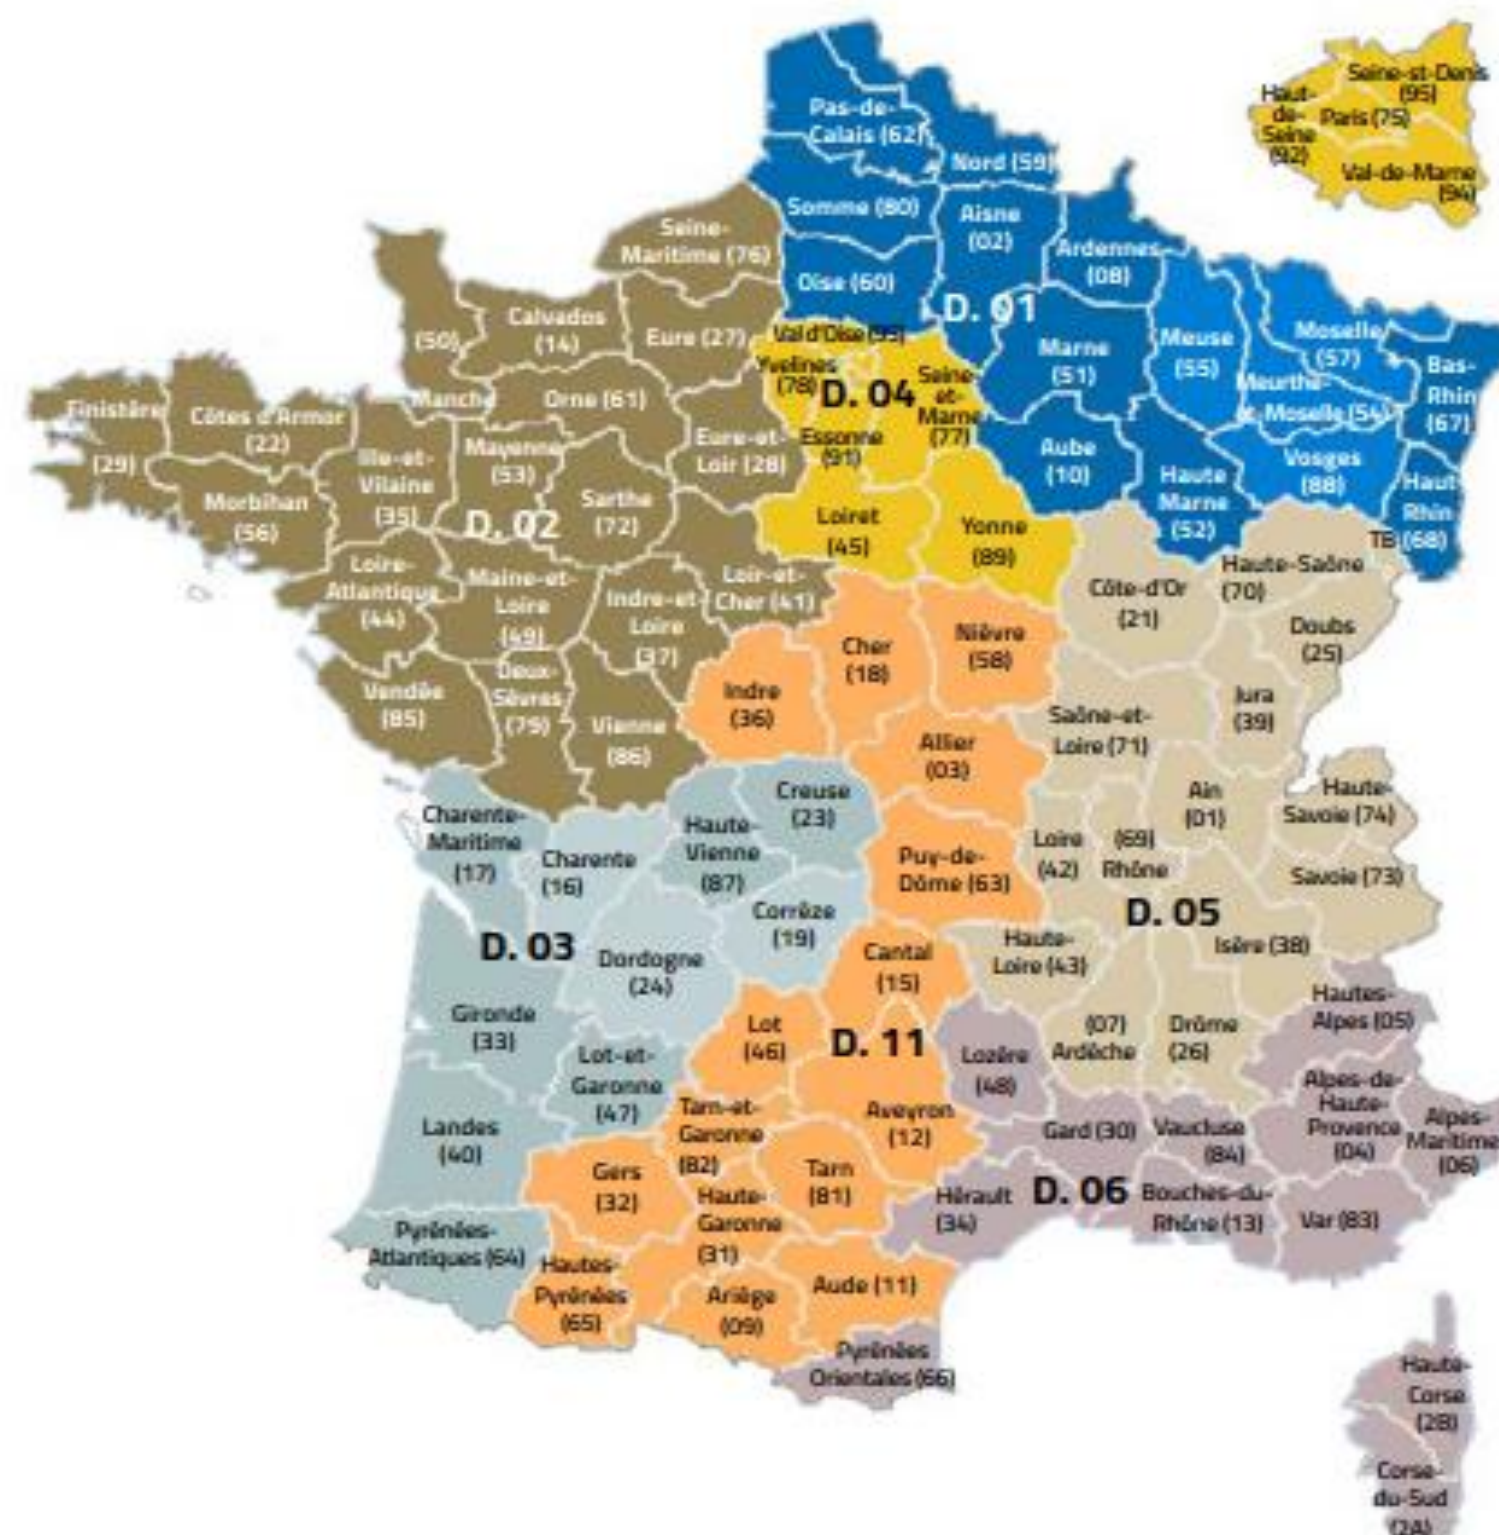 Seine-st-Denis
(95)
Haut-
de-
Seine
(92)
Paris (75)
Val-de-Marne
(94)
Pas-de-
Calais (62)
Nord (59)
Somme (80)
Aisne
(02)
Ardennes
(08)
Oise (60)
D. 01
Seine-
Maritime (76)
Calvados
(14)
Eure (27)
(50)
Manche
Orne (61)
Val d'Oise (95)
Yvelines
(78)
D. 04
Seine-
et-
Marne
(77)
Essonne
(91)
Marne
(51)
Meuse
(55)
Moselle
(57)
Meurthe-
et-Moselle (54)
Bas-
Rhin
(67)
Finistère
(29)
Côtes d'Armor
(22)
Ille-et-
Vilaine
(35)
Mayenne
(53)
Eure-et-
Loir (28)
Morbihan
(56)
D. 02
Sarthe
(72)
Aube
(10)
Haute
Marne
(52)
Vosges
(88)
Haut
Rhin
(68)
TB
Loiret
(45)
Yonne
(89)
Loire-
Atlantique
(44)
Maine-et-
Loire
(49)
Indre-et-
Loire
(37)
Loir-et-
Cher (41)
Côte-d'Or
(21)
Haute-Saône
(70)
Doubs
(25)
Vendée
(85)
Deux-
Sèvres
(79)
Vienne
(86)
Indre
(36)
Cher
(18)
Nièvre
(58)
Saône-et-
Loire (71)
Jura
(39)
Allier
(03)
Charente-
Maritime
(17)
Charente
(16)
Haute-
Vienne
(87)
Creuse
(23)
Puy-de-
Dôme (63)
Loire
(42)
(69)
Rhône
Ain
(01)
Haute-
Savoie (74)
Savoie (73)
D. 03
Dordogne
(24)
Corrèze
(19)
Cantal
(15)
Haute-
Loire (43)
D. 05
Isère (38)
Gironde
(33)
Lot-et-
Garonne
(47)
Lot
(46)
D. 11
Lozère
(48)
(07)
Ardèche
Drôme
(26)
Hautes-
Alpes (05)
Landes
(40)
Tarn-et-
Garonne
(82)
Aveyron
(12)
Gard (30)
Vaucluse
(84)
Alpes-de-
Haute-
Provence
(04)
Alpes-
Maritime
(06)
Gers
(32)
Haute-
Garonne
(31)
Tarn
(81)
Hérault
(34)
D. 06
Bouches-du-
Rhône (13)
Var (83)
Pyrénées-
Atlantiques (64)
Hautes-
Pyrénées
(65)
Ariège
(09)
Aude (11)
Pyrénées
Orientales (66)
Haute-
Corse
(2B)
Corse-
du-Sud
(2A)